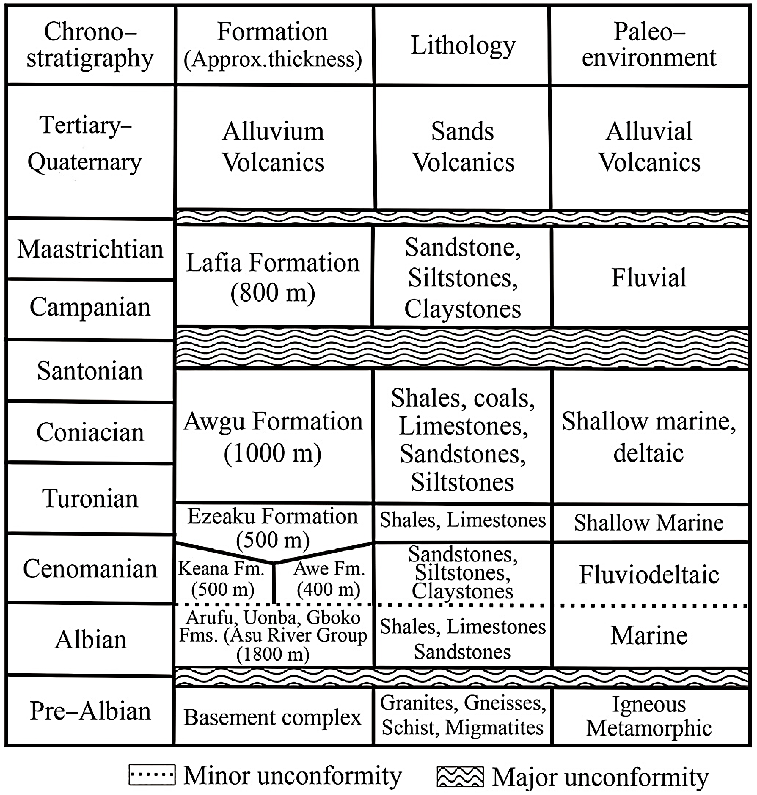 Chrono–
stratigraphy
Formation
(Approx.thickness)
Lithology
Paleo–
environment
Tertiary–
Quaternary
Alluvium
Volcanics
Sands
Volcanics
Alluvial
Volcanics
Maastrichtian
Campanian
Lafia Formation
(800 m)
Sandstone,
Siltstones,
Claystones
Fluvial
Santonian
Coniacian
Turonian
Awgu Formation
(1000 m)
Shales, coals,
Limestones,
Sandstones,
Siltstones
Shallow marine,
deltaic
Ezeaku Formation
(500 m)
Shales, Limestones
Shallow Marine
Cenomanian
Keana Fm.
(500 m)
Awe Fm.
(400 m)
Sandstones,
Siltstones,
Claystones
Fluviodeltaic
Albian
Arufu, Uonba, Gboko
Fms. (Asu River Group
(1800 m)
Shales, Limestones
Sandstones
Marine
Pre–Albian
Basement complex
Granites, Gneisses,
Schist, Migmatites
Igneous
Metamorphic
Minor unconformity
Major unconformity